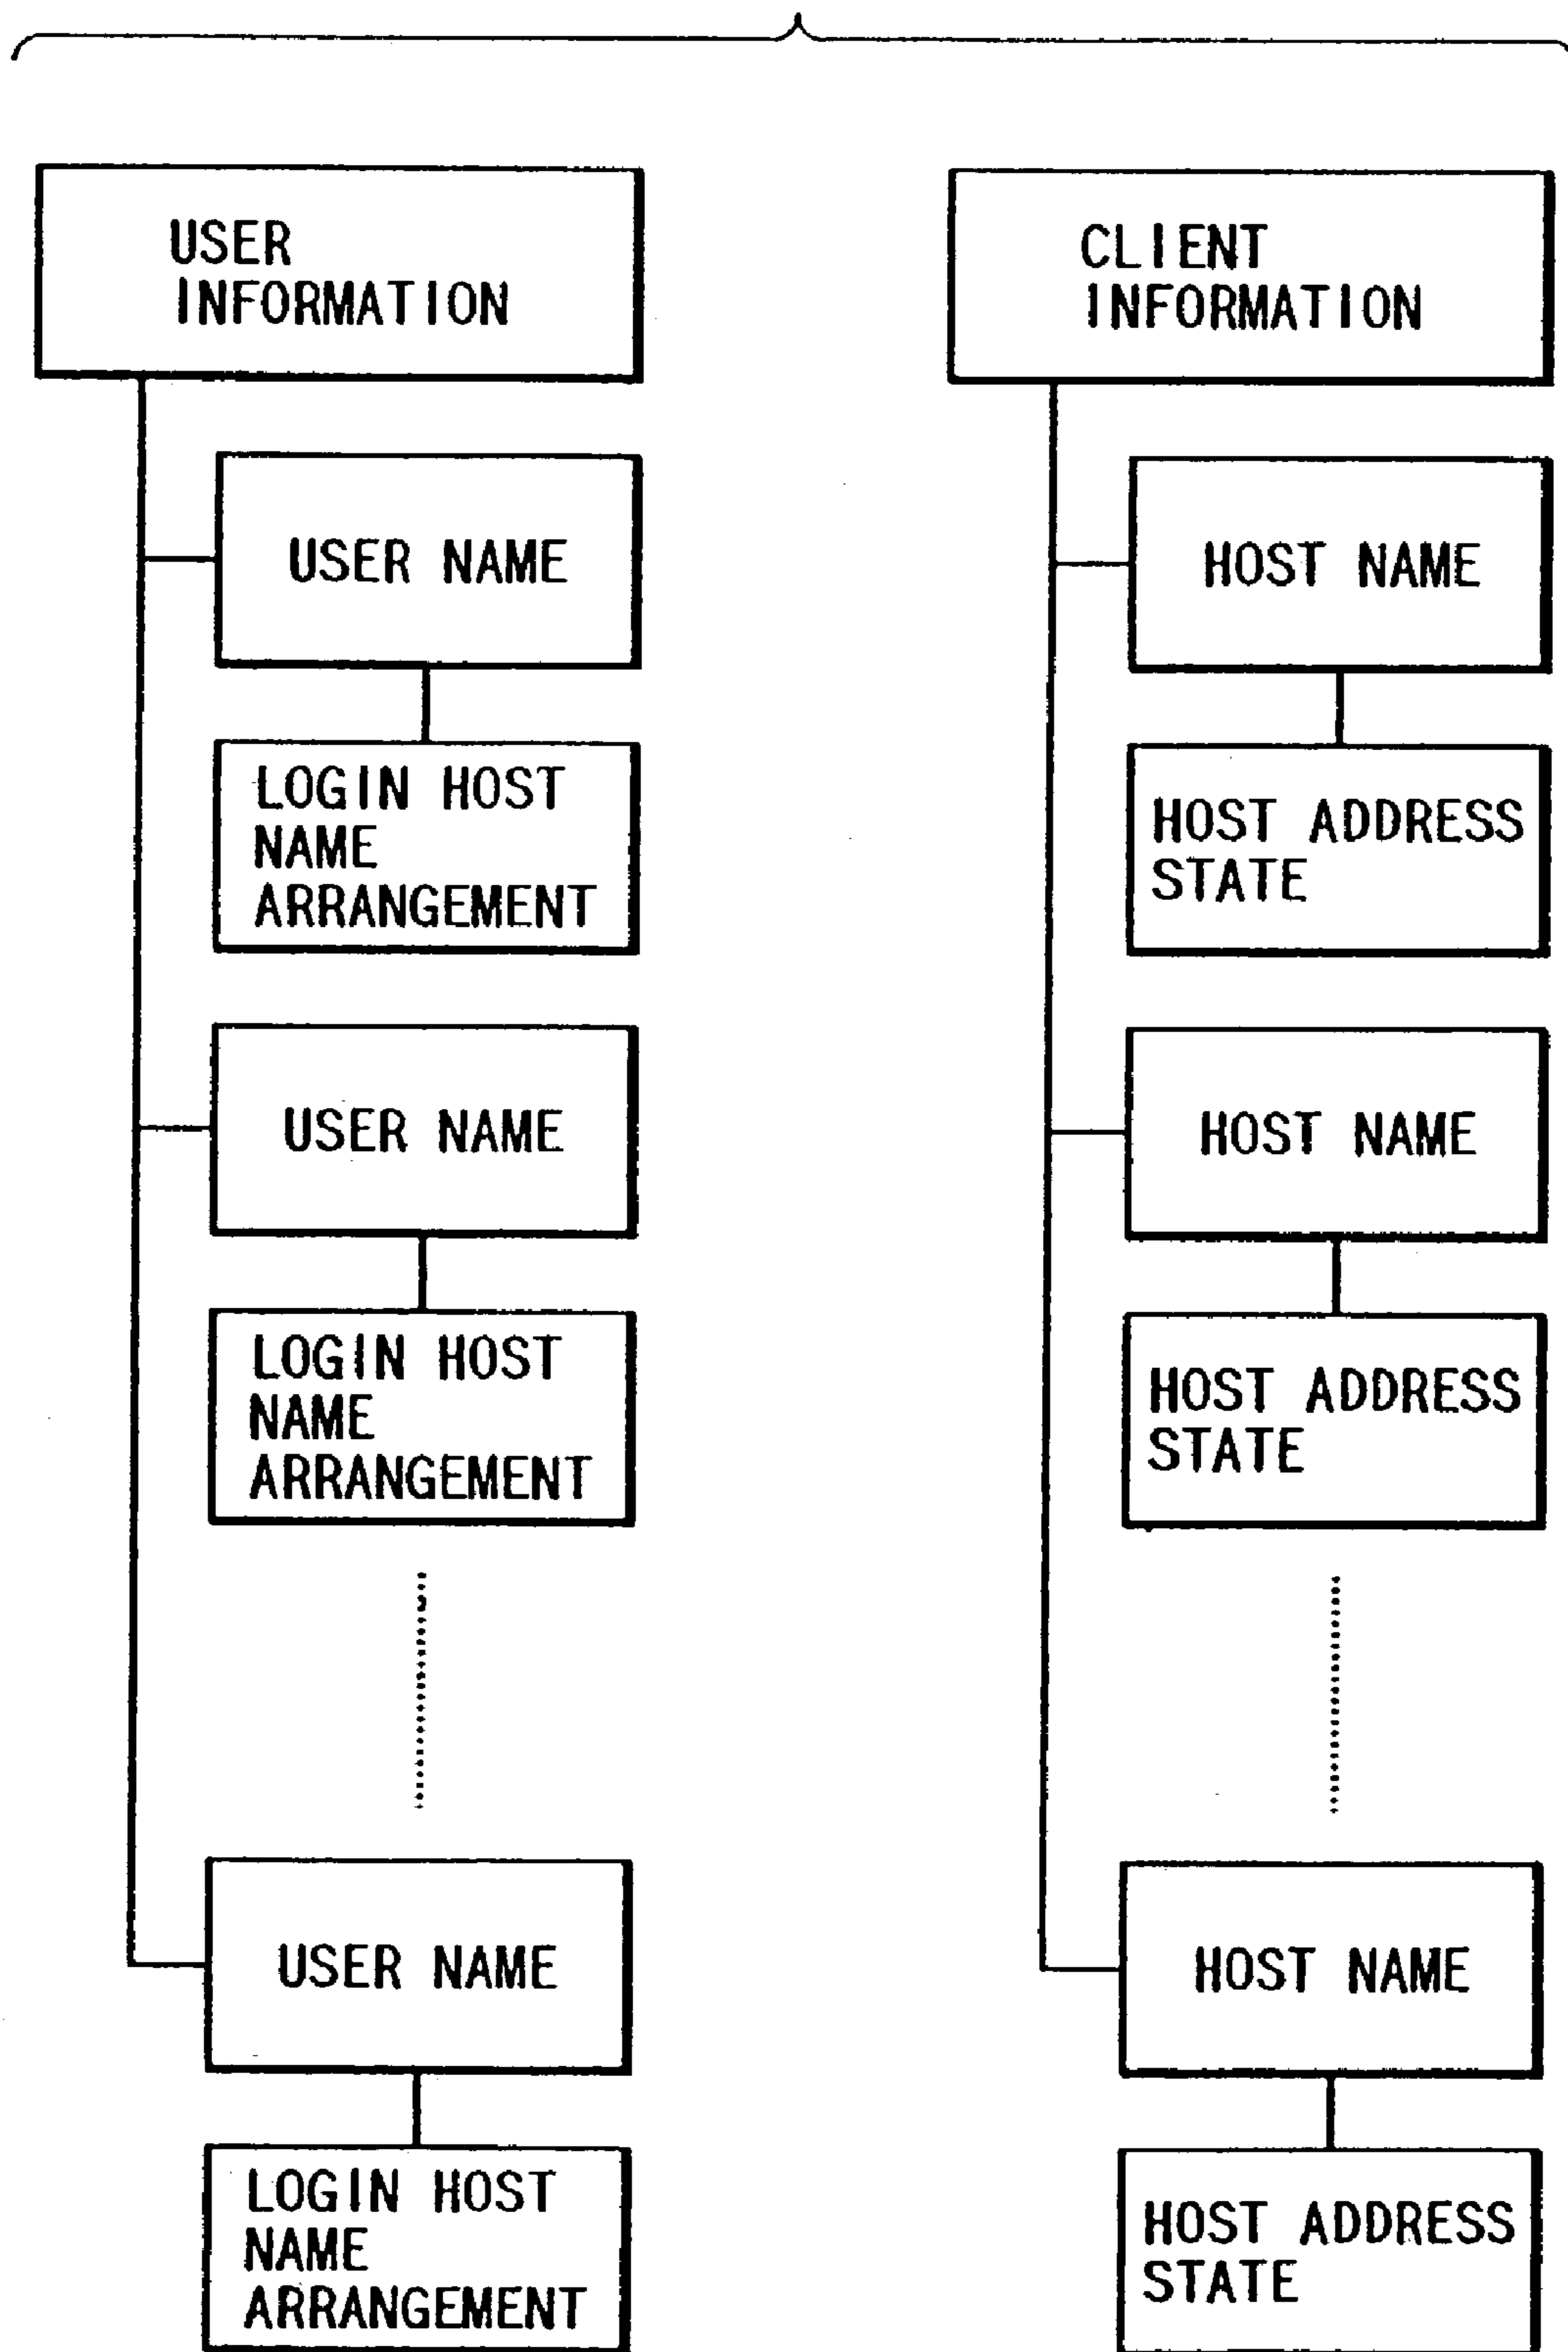 USER
INFORMATION
USER NAME
LOGIN HOST
NAME
ARRANGEMENT
USER NAME
LOGIN HOST
NAME
ARRANGEMENT
USER NAME
LOGIN HOST
NAME
ARRANGEMENT
CLIENT
INFORMATION
HOST NAME
HOST ADDRESS
STATE
HOST NAME
HOST ADDRESS
STATE
HOST NAME
HOST ADDRESS
STATE